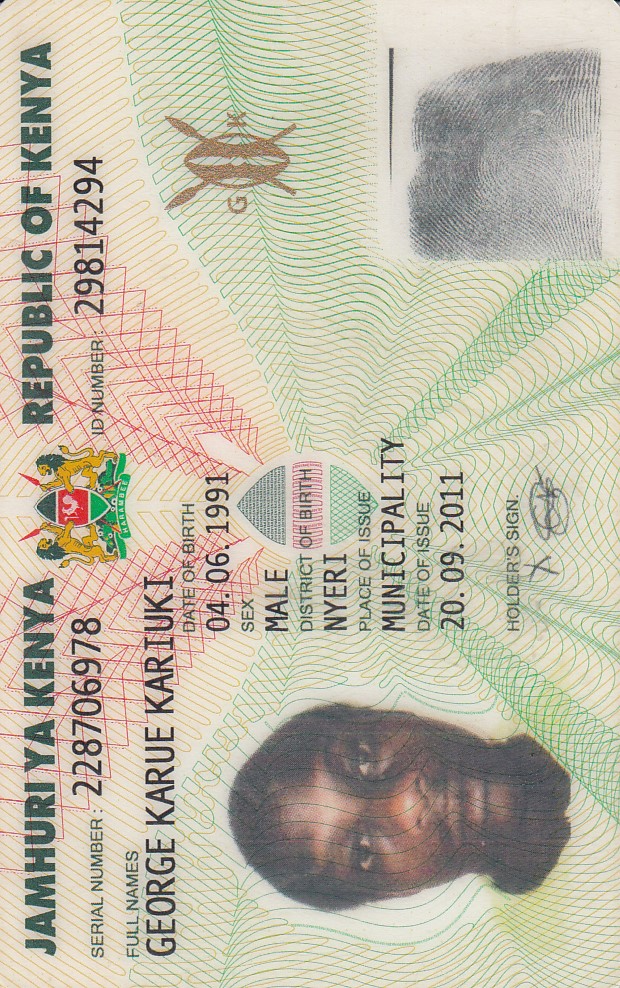 JAMHURI YA KENYA
REPUBLIC OF KENYA
SERIAL NUMBER : 228706978
ID NUMBER : 29814294
HARAMBEE
FULL NAMES
GEORGE KARUE KARIUKI
DATE OF BIRTH
04.06.1991
SEX
MALE
DISTRICT OF BIRTH
NYERI
PLACE OF ISSUE
MUNICIPALITY
DATE OF ISSUE
20.09.2011
HOLDER'S SIGN.
X
G K